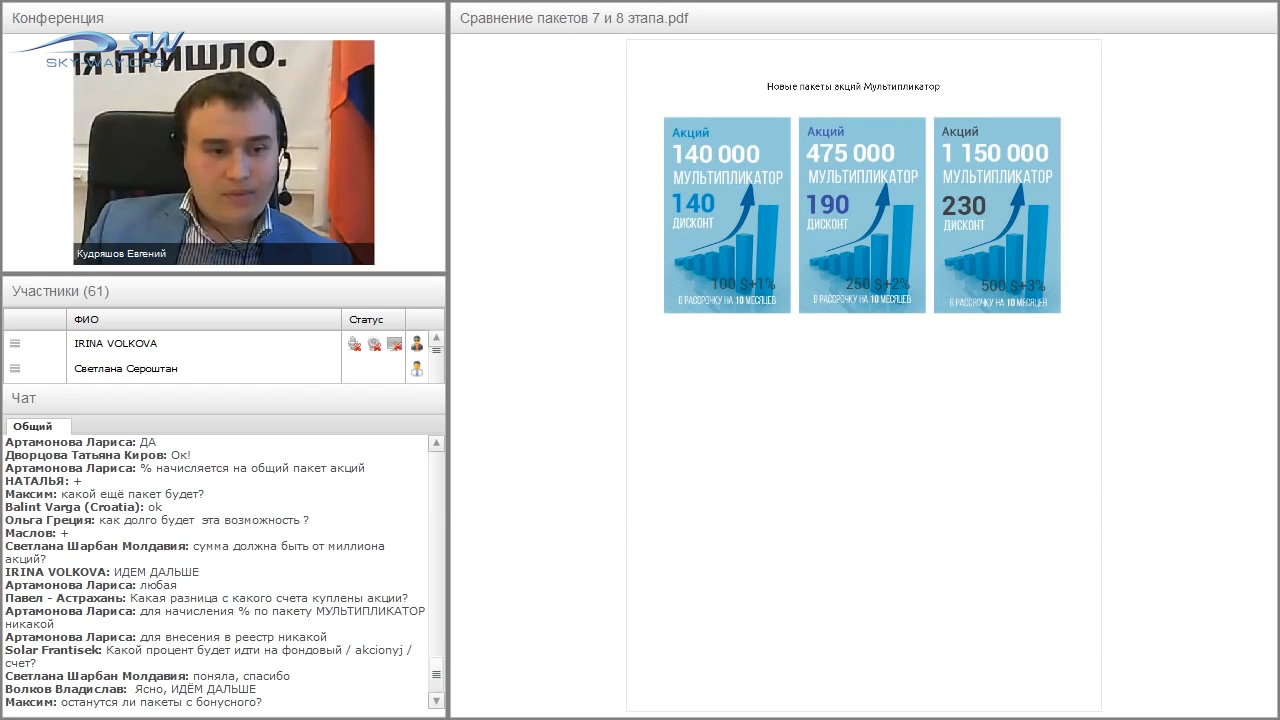 Конференция
SW
SKY-WAY.ORG
ИЯ ПРИШЛО.
Кудряшов Евгений
Участники (61)
ФИО Статус
IRINA VOLKOVA
Светлана Сероштан
Чат
Общий
Артамонова Лариса: ДА
Дворцова Татьяна Киров: Ок!
Артамонова Лариса: % начисляется на общий пакет акций
НАТАЛЬЯ: +
Максим: какой ещё пакет будет?
Balint Varga (Croatia): ok
Ольга Греция: как долго будет эта возможность ?
Маслов: +
Светлана Шарбан Молдавия: сумма должна быть от миллиона
акций?
IRINA VOLKOVA: ИДЕМ ДАЛЬШЕ
Артамонова Лариса: любая
Павел - Астрахань: Какая разница с какого счета куплены акции?
Артамонова Лариса: для начисления % по пакету МУЛЬТИПЛИКАТОР
никакой
Артамонова Лариса: для внесения в реестр никакой
Solar Frantisek: Какой процент будет идти на фондовый / akcionyj /
счет?
Светлана Шарбан Молдавия: поняла, спасибо
Волков Владислав: Ясно, ИДЁМ ДАЛЬШЕ
Максим: останутся ли пакеты с бонусного?
Сравнение пакетов 7 и 8 этапа.pdf
Новые пакеты акций Мультипликатор
Акций
140 000
МУЛЬТИПЛИКАТОР
140
ДИСКОНТ
100 $+1%
В РАССРОЧКУ НА 10 МЕСЯЦЕВ
Акций
475 000
МУЛЬТИПЛИКАТОР
190
ДИСКОНТ
250 $+2%
В РАССРОЧКУ НА 10 МЕСЯЦЕВ
Акций
1 150 000
МУЛЬТИПЛИКАТОР
230
ДИСКОНТ
500 $+3%
В РАССРОЧКУ НА 10 МЕСЯЦЕВ